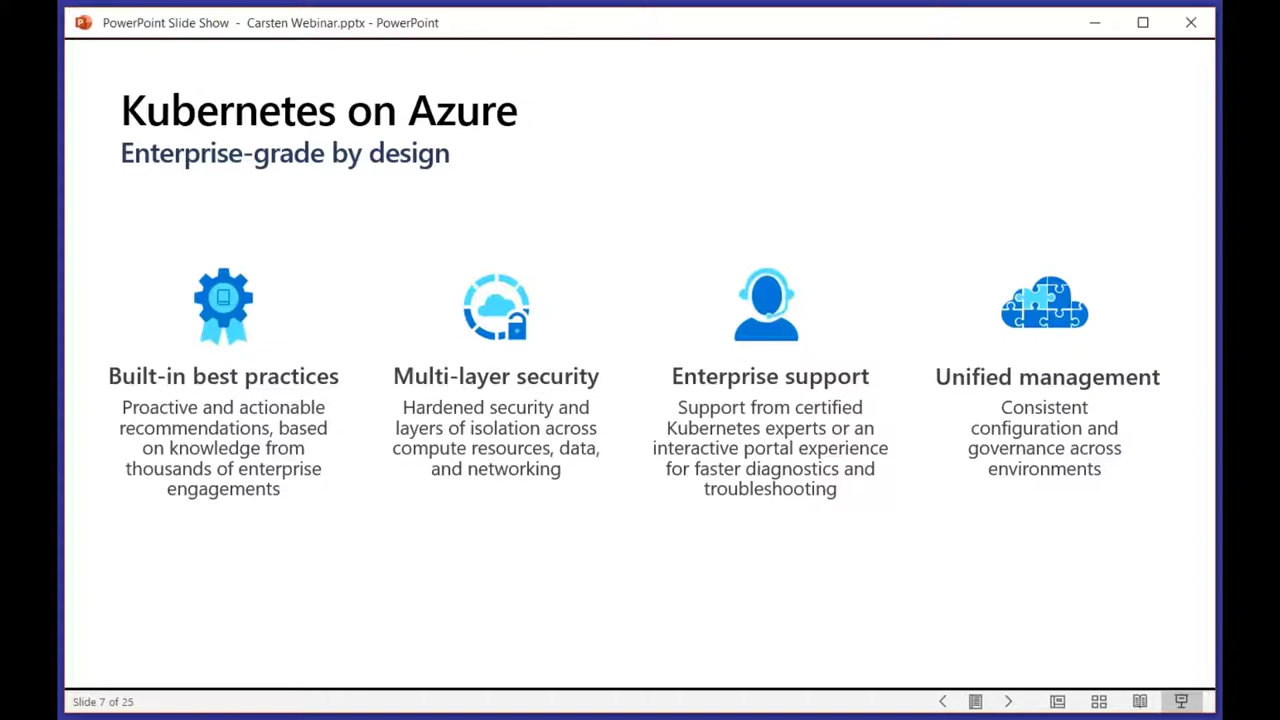 PowerPoint Slide Show - Carsten Webinar.pptx - PowerPoint
Kubernetes on Azure
Enterprise-grade by design
Built-in best practices
Proactive and actionable
recommendations, based
on knowledge from
thousands of enterprise
engagements
Multi-layer security
Hardened security and
layers of isolation across
compute resources, data,
and networking
Enterprise support
Support from certified
Kubernetes experts or an
interactive portal experience
for faster diagnostics and
troubleshooting
Unified management
Consistent
configuration and
governance across
environments
Slide 7 of 25